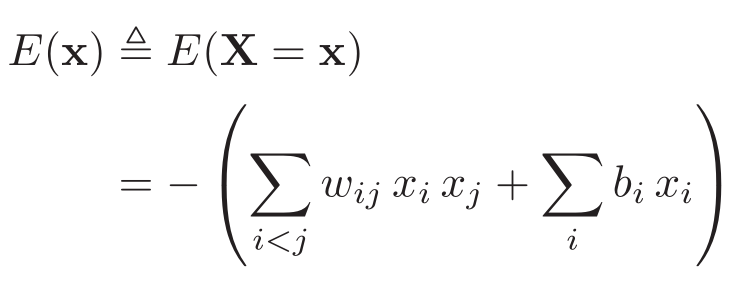 E(𝐱) ≜ E(𝐗 = 𝐱)
= − ( ∑_{i<j} w_{ij} x_i x_j + ∑_i b_i x_i )